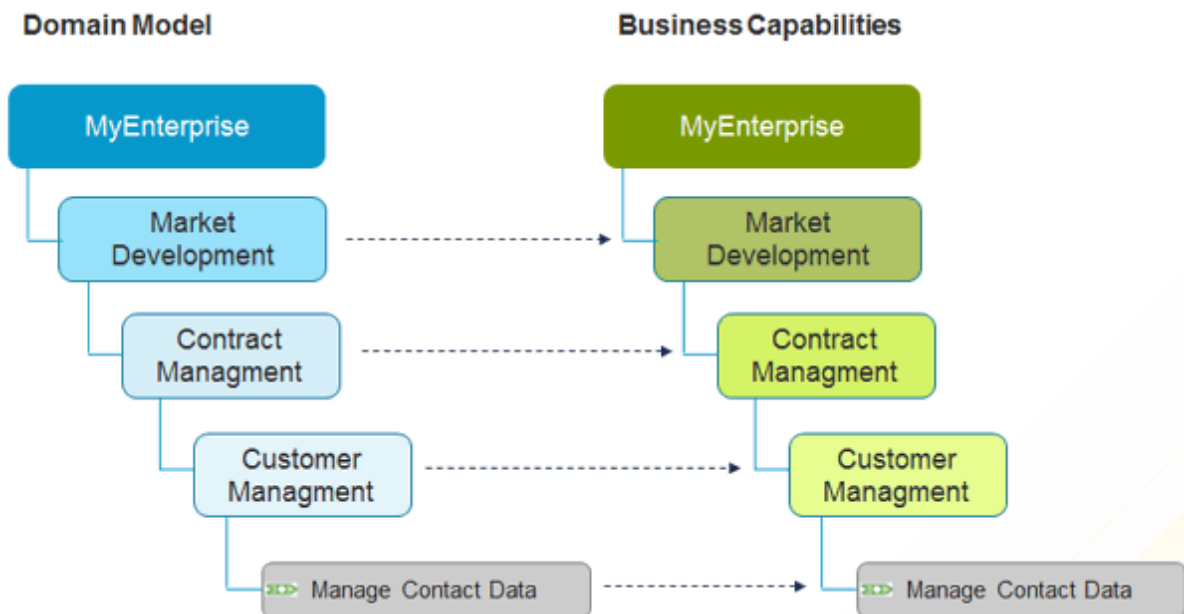 Domain Model
Business Capabilities
MyEnterprise
MyEnterprise
Market
Development
Market
Development
Contract
Managment
Contract
Managment
Customer
Managment
Customer
Managment
Manage Contact Data
Manage Contact Data